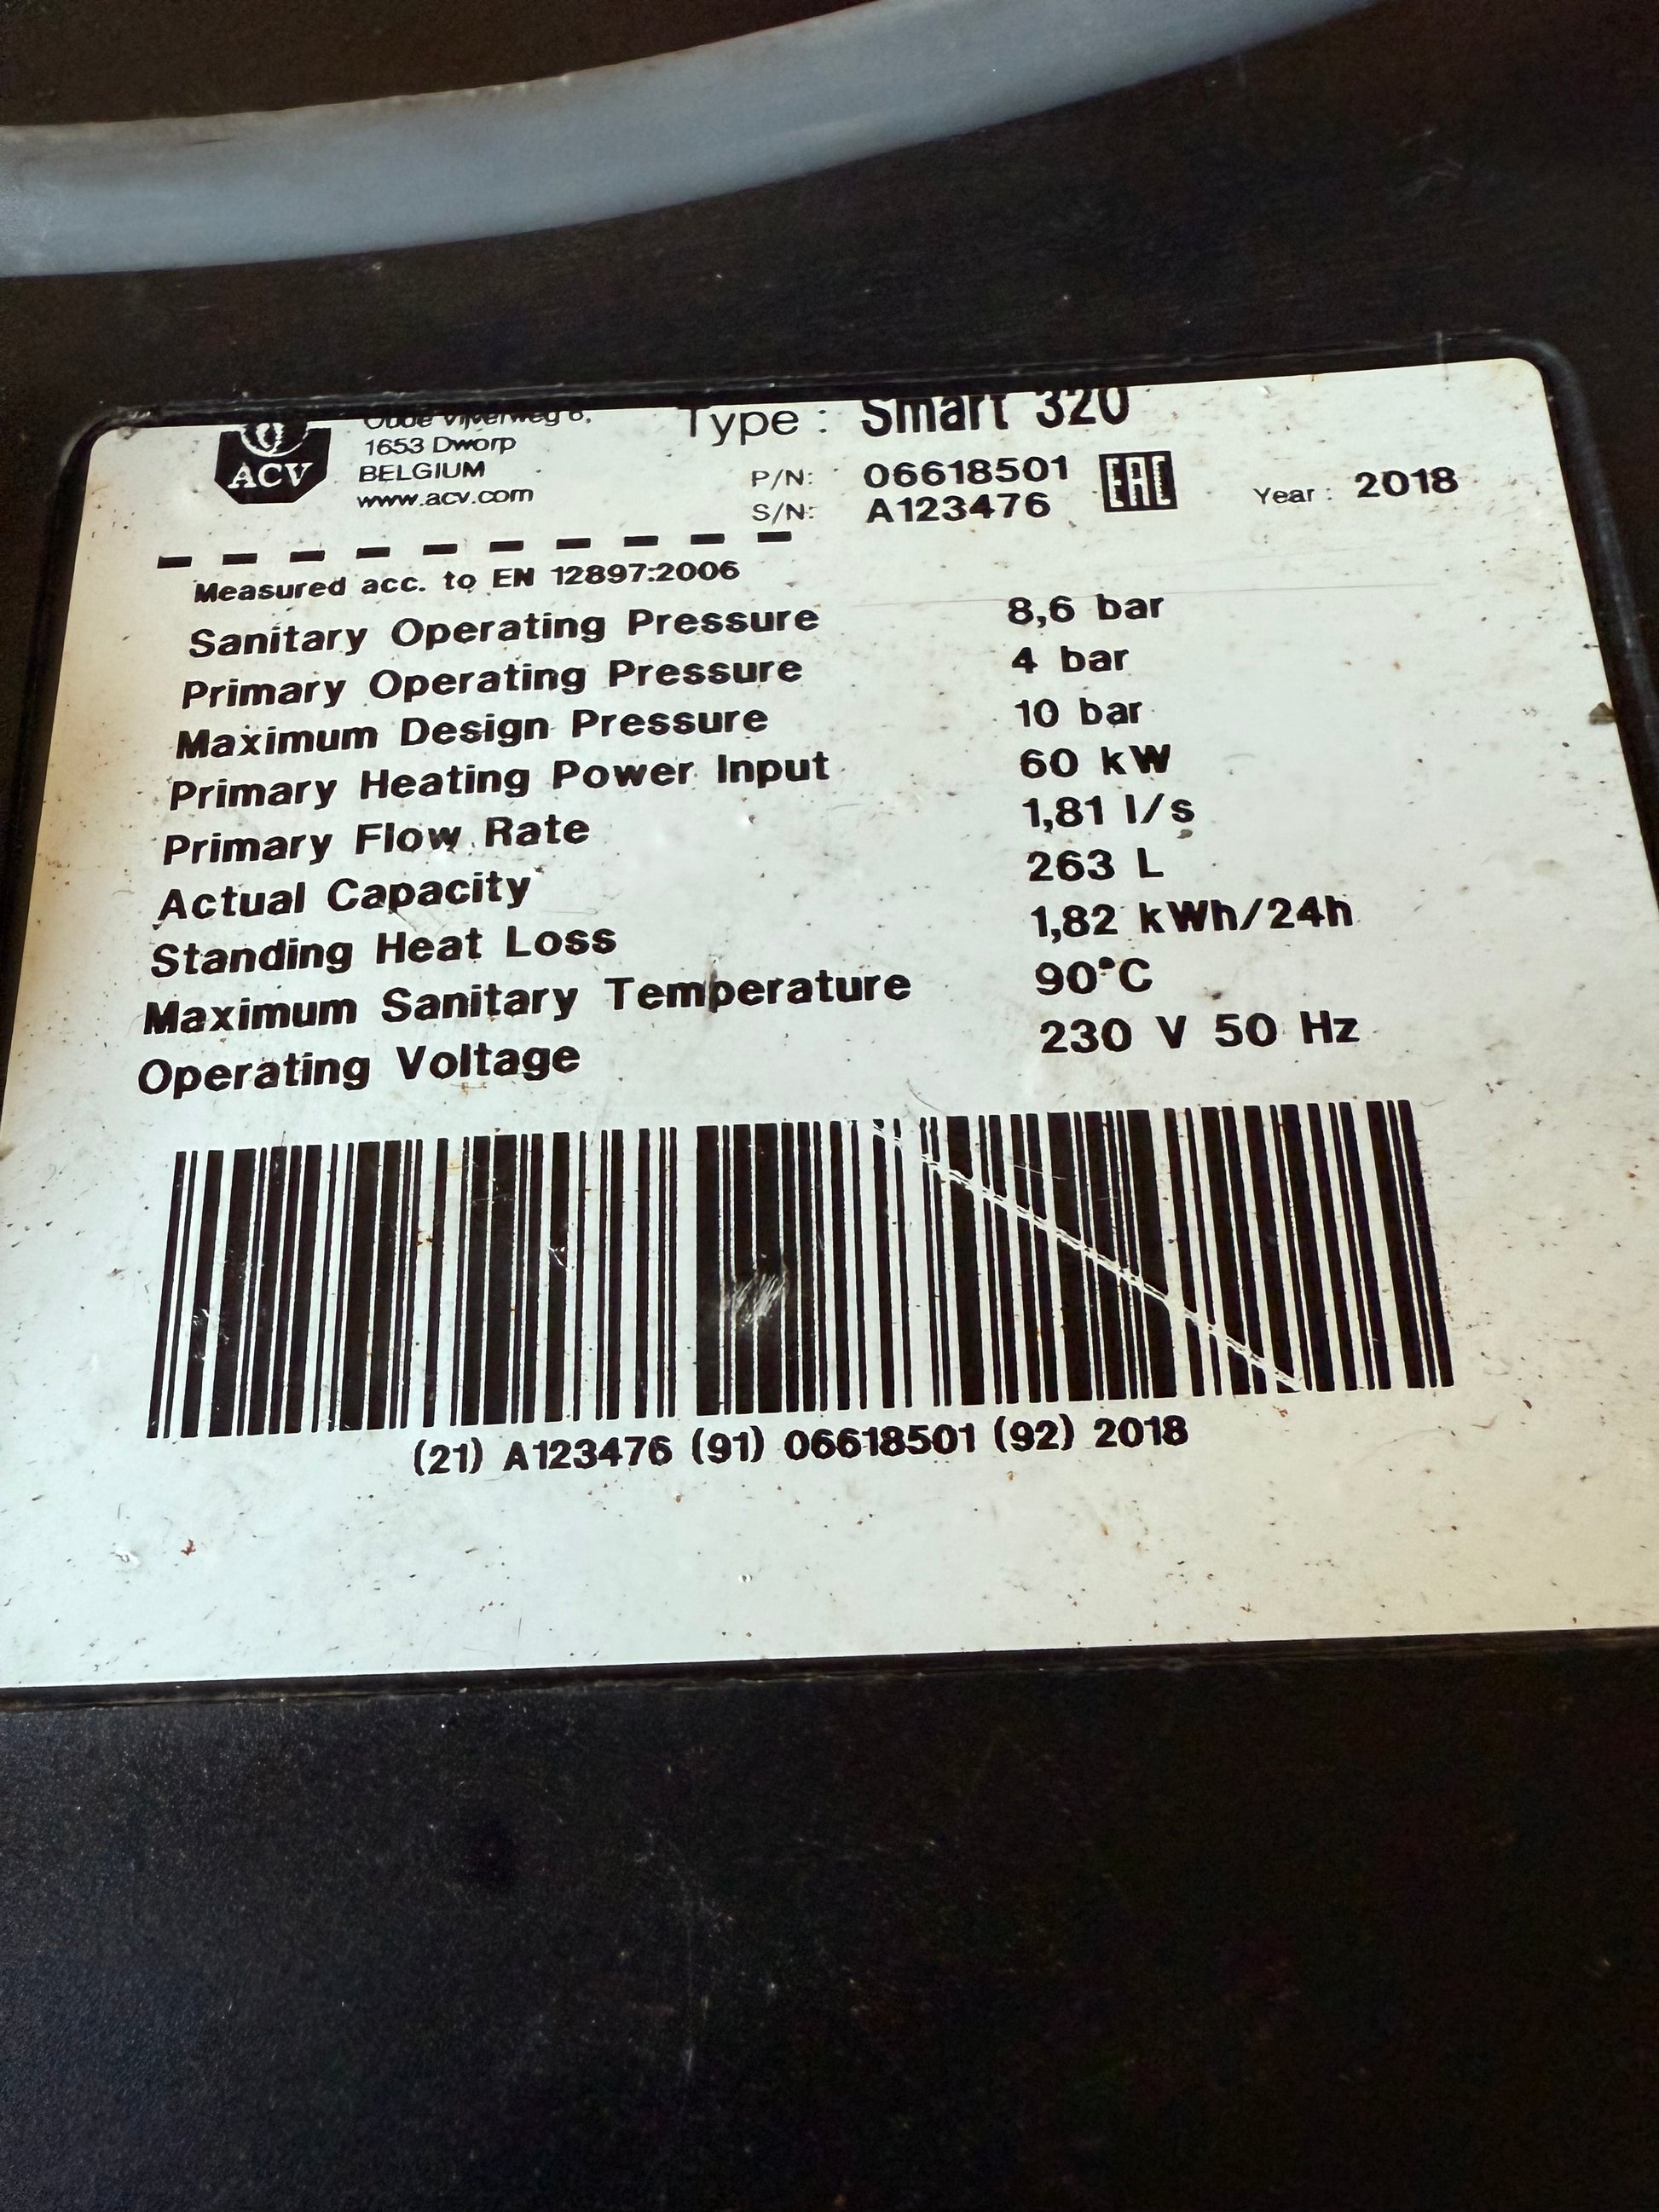 Oude Vijverweg 6,
1653 Dworp
BELGIUM
www.acv.com
ACV
Type : Smart 320
P/N: 06618501
S/N: A123476
EAC
Year : 2018
Measured acc. to EN 12897:2006
Sanitary Operating Pressure 8,6 bar
Primary Operating Pressure 4 bar
Maximum Design Pressure 10 bar
Primary Heating Power Input 60 kW
Primary Flow Rate 1,81 l/s
Actual Capacity 263 L
Standing Heat Loss 1,82 kWh/24h
Maximum Sanitary Temperature 90°C
Operating Voltage 230 V 50 Hz
(21) A123476 (91) 06618501 (92) 2018